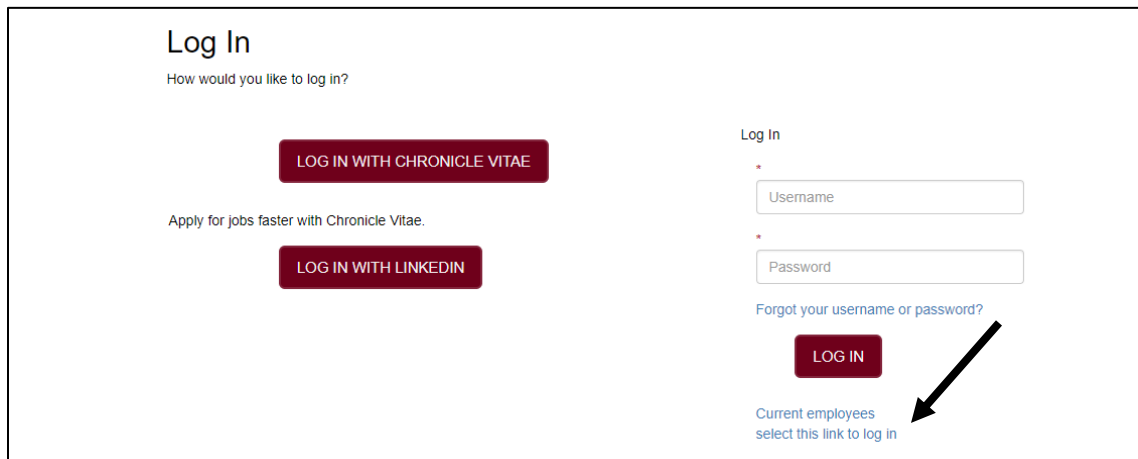 Log In
How would you like to log in?
LOG IN WITH CHRONICLE VITAE
Apply for jobs faster with Chronicle Vitae.
LOG IN WITH LINKEDIN
Log In
*
Username
*
Password
Forgot your username or password?
LOG IN
Current employees
select this link to log in